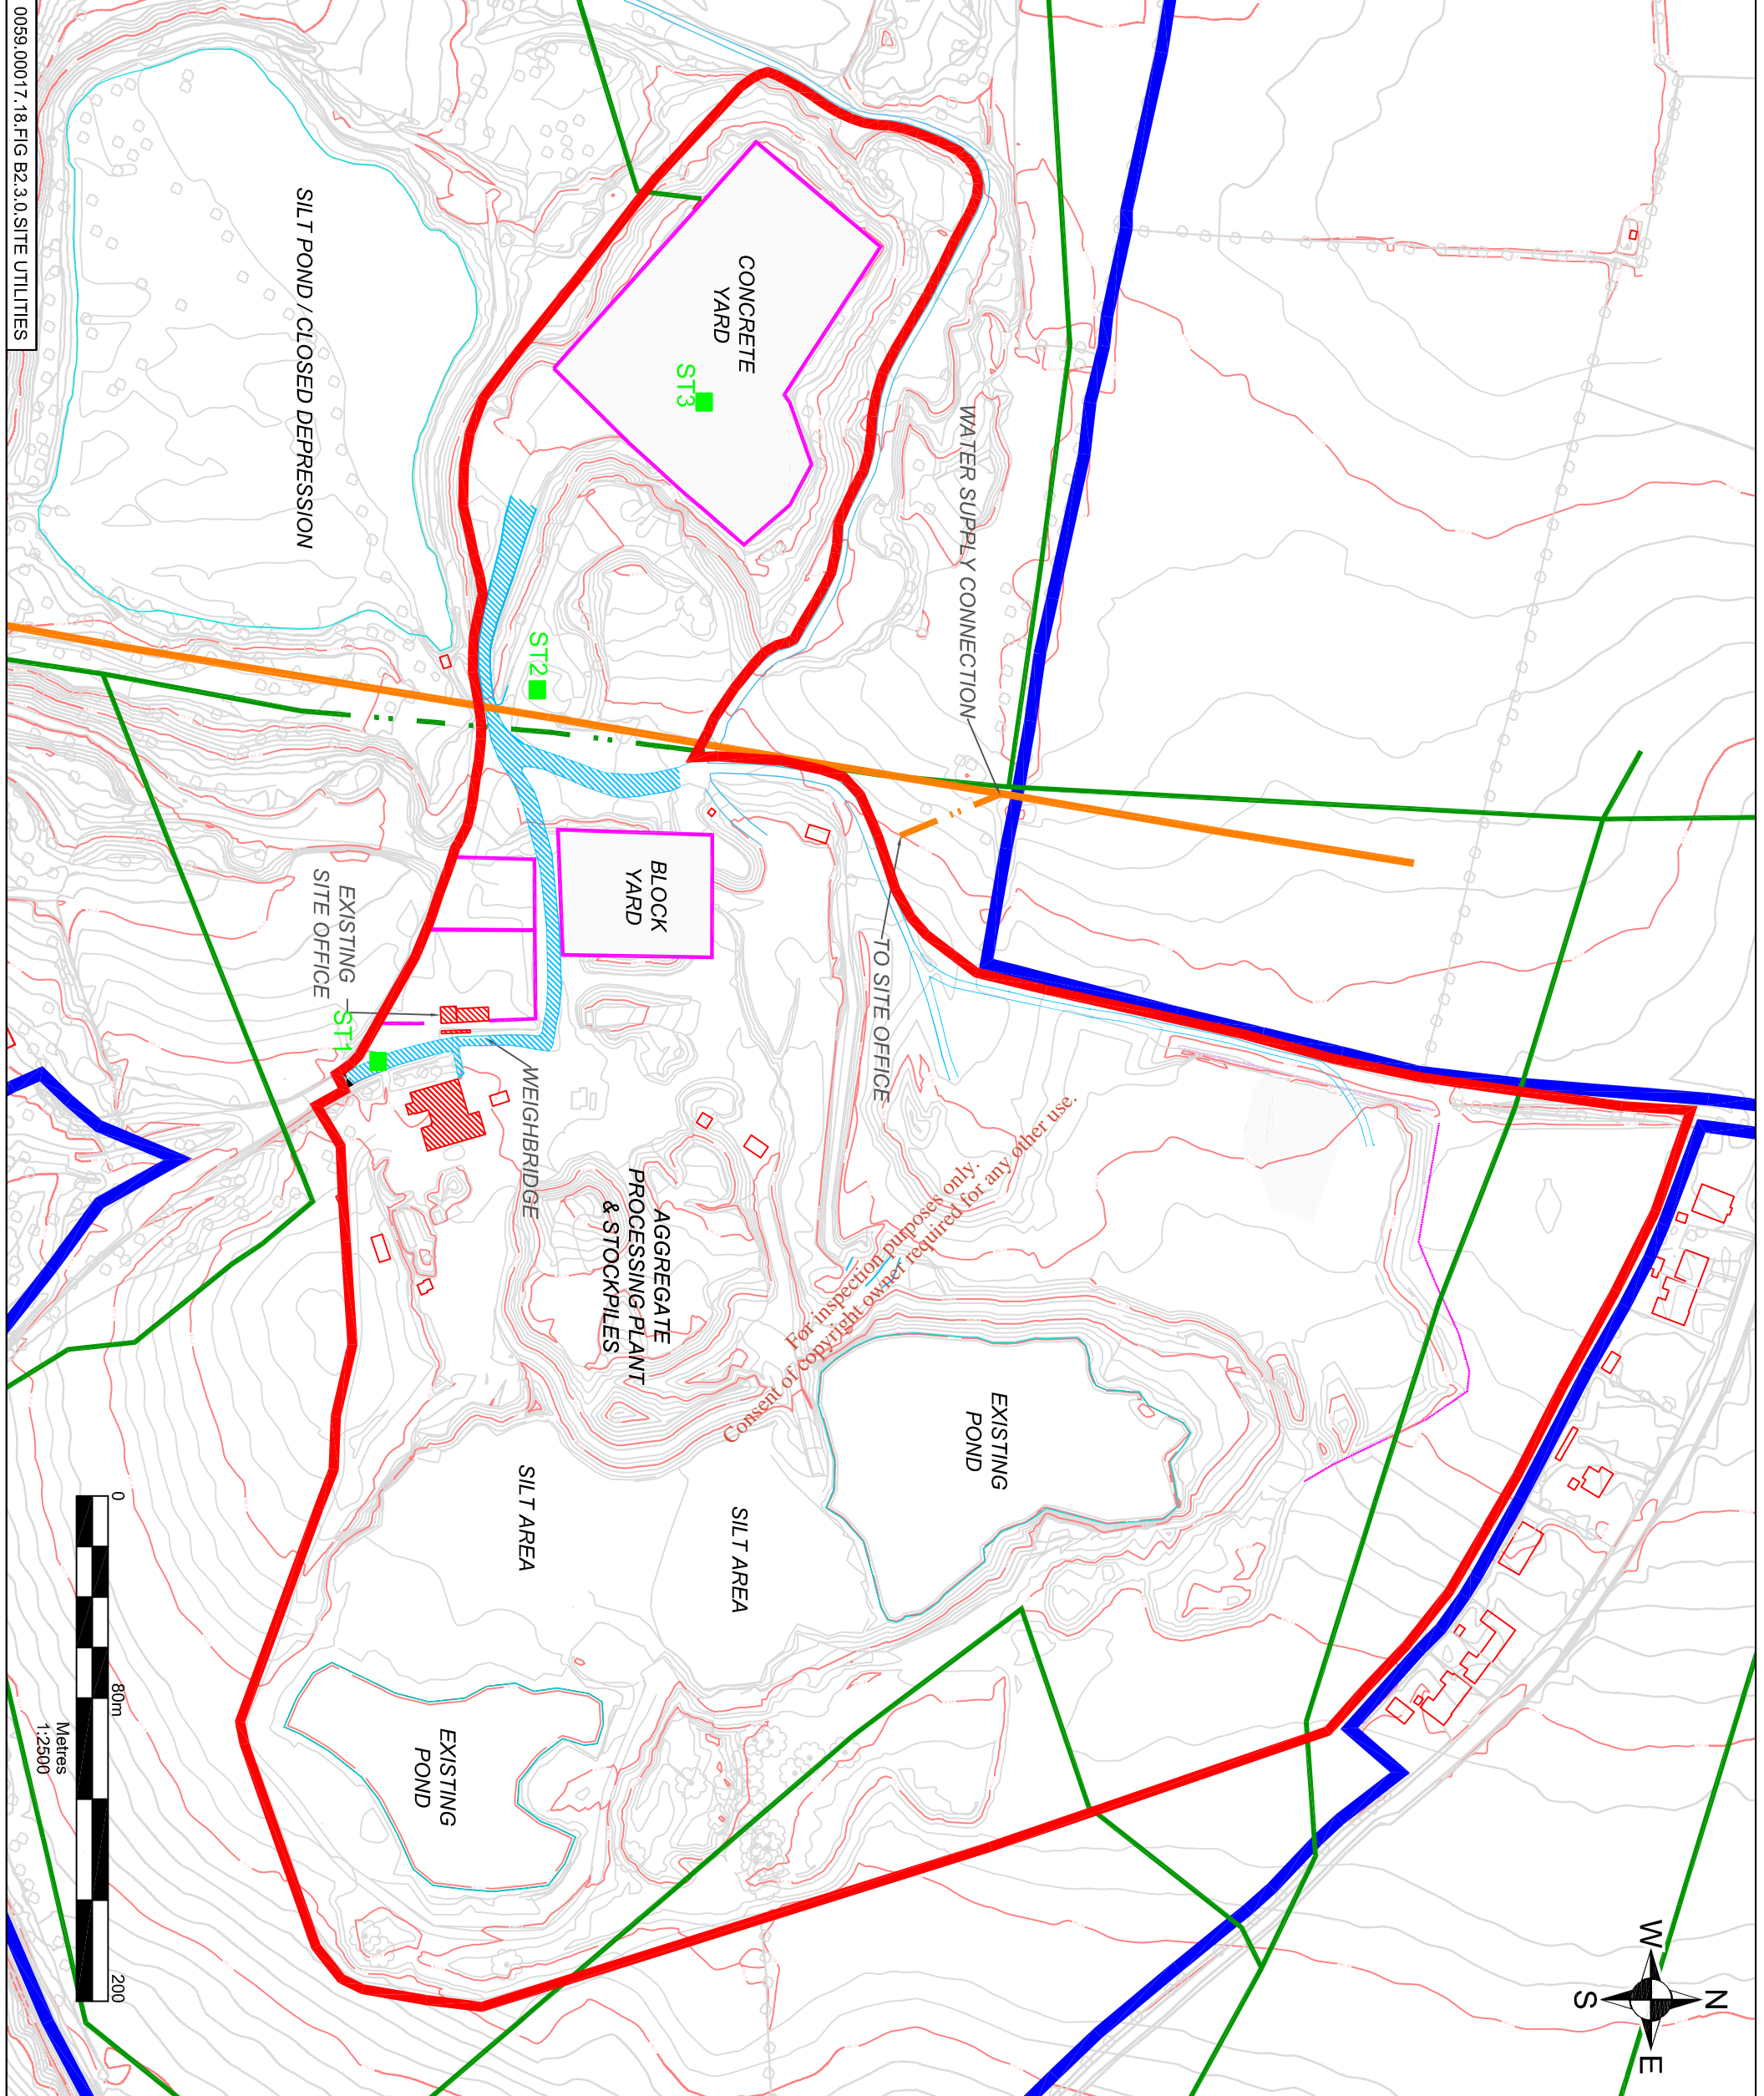 0059.00017.18.FIG B2.3.0.SITE UTILITIES
SILT POND / CLOSED DEPRESSION
CONCRETE
YARD
ST3
WATER SUPPLY CONNECTION
ST2
BLOCK
YARD
EXISTING
SITE OFFICE
ST1
TO SITE OFFICE
WEIGHBRIDGE
AGGREGATE
PROCESSING PLANT
& STOCKPILES
For inspection purposes only.
Consent of copyright owner required for any other use.
EXISTING
POND
SILT AREA
SILT AREA
EXISTING
POND
0
80m
200
Metres
1:2500
W
N
S
E